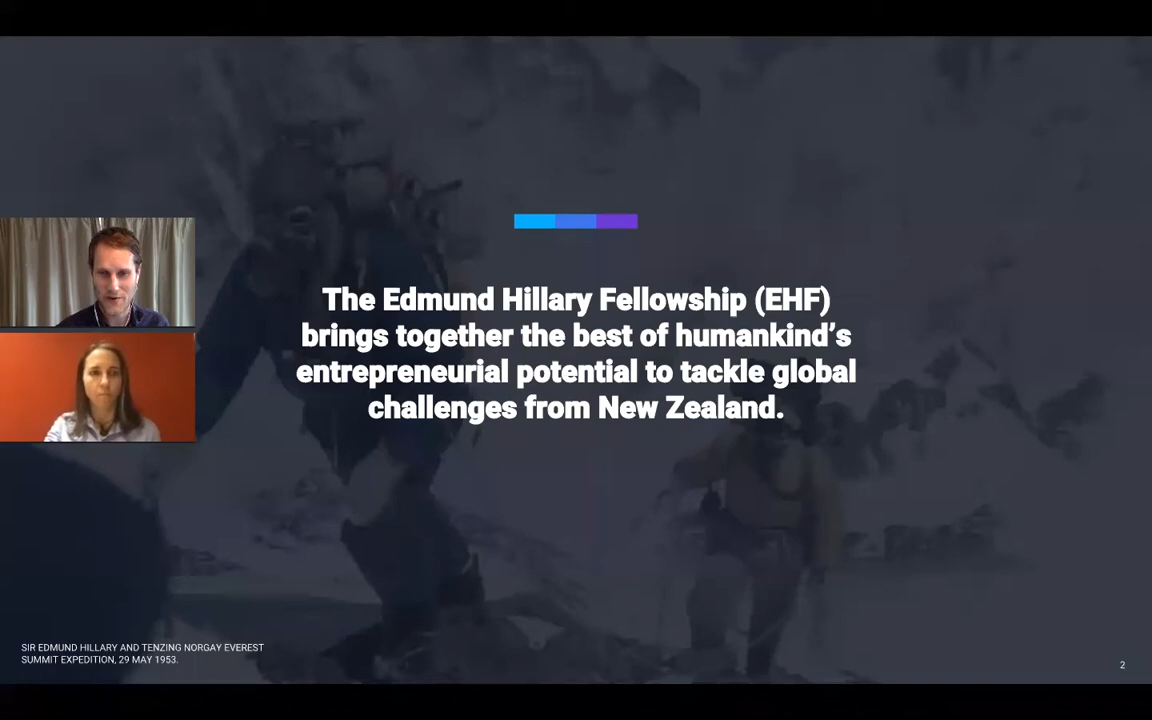 The Edmund Hillary Fellowship (EHF)
brings together the best of humankind’s
entrepreneurial potential to tackle global
challenges from New Zealand.
SIR EDMUND HILLARY AND TENZING NORGAY EVEREST
SUMMIT EXPEDITION, 29 MAY 1953.
2